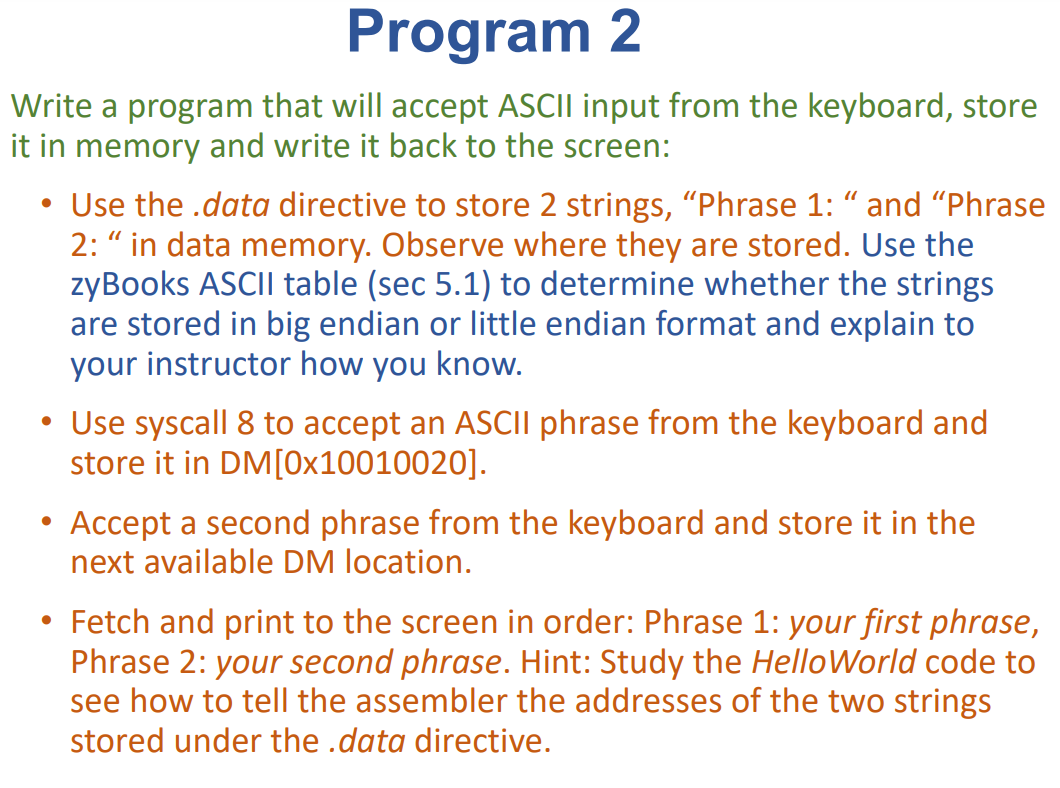 Program 2
Write a program that will accept ASCII input from the keyboard, store
it in memory and write it back to the screen:
• Use the .data directive to store 2 strings, “Phrase 1: “ and “Phrase
2: “ in data memory. Observe where they are stored. Use the
zyBooks ASCII table (sec 5.1) to determine whether the strings
are stored in big endian or little endian format and explain to
your instructor how you know.
• Use syscall 8 to accept an ASCII phrase from the keyboard and
store it in DM[0x10010020].
• Accept a second phrase from the keyboard and store it in the
next available DM location.
• Fetch and print to the screen in order: Phrase 1: your first phrase,
Phrase 2: your second phrase. Hint: Study the HelloWorld code to
see how to tell the assembler the addresses of the two strings
stored under the .data directive.